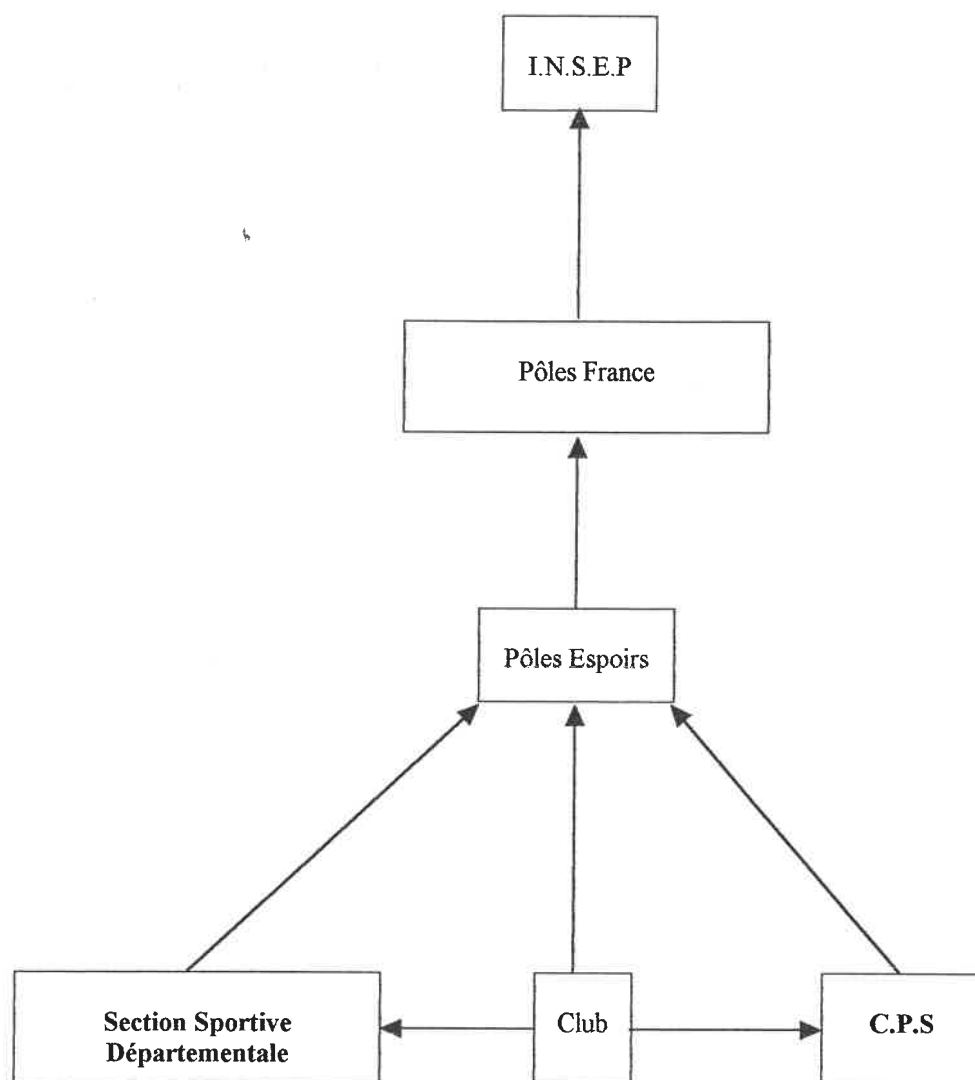 I.N.S.E.P
Pôles France
Pôles Espoirs
Section Sportive
Départementale
Club
C.P.S